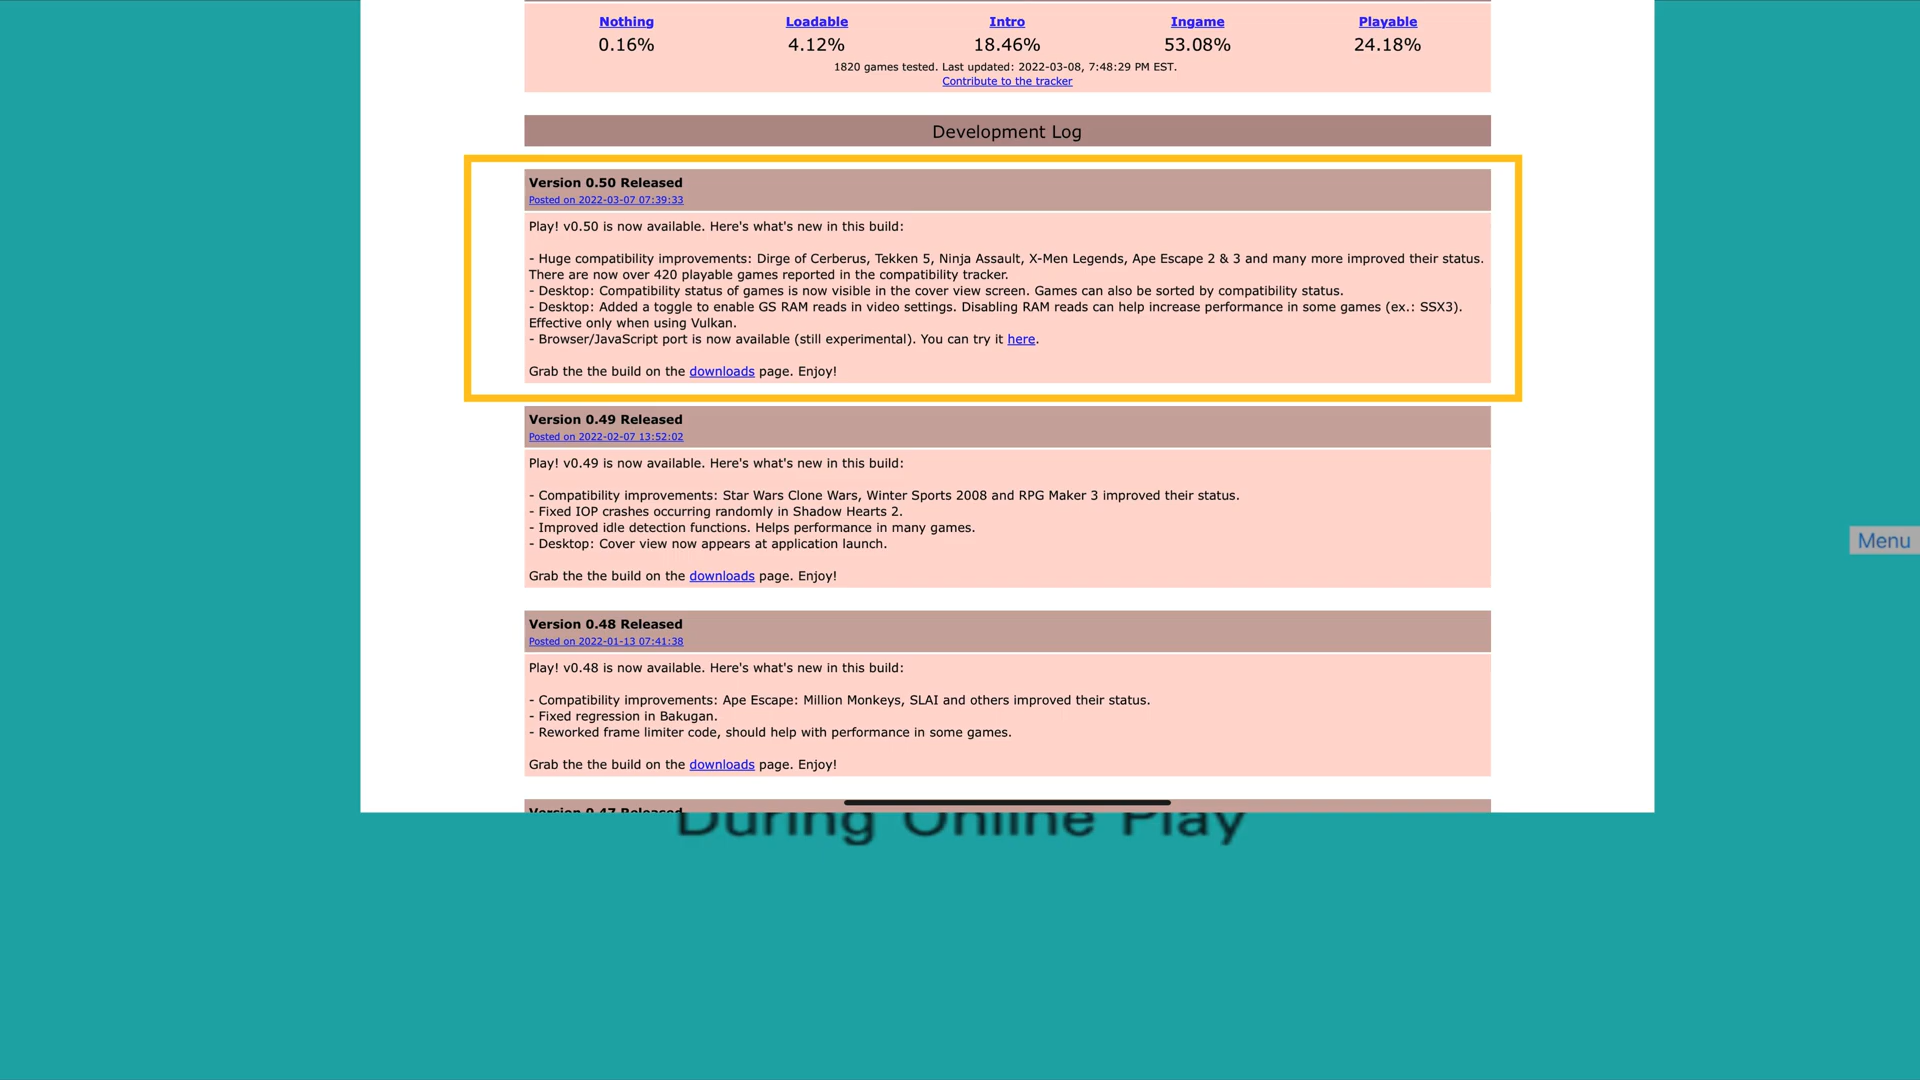 Nothing Loadable Intro Ingame Playable
0.16% 4.12% 18.46% 53.08% 24.18%
1820 games tested. Last updated: 2022-03-08, 7:48:29 PM EST.
Contribute to the tracker
Development Log
Version 0.50 Released
Posted on 2022-03-07 07:39:33
Play! v0.50 is now available. Here's what's new in this build:
- Huge compatibility improvements: Dirge of Cerberus, Tekken 5, Ninja Assault, X-Men Legends, Ape Escape 2 & 3 and many more improved their status.
There are now over 420 playable games reported in the compatibility tracker.
- Desktop: Compatibility status of games is now visible in the cover view screen. Games can also be sorted by compatibility status.
- Desktop: Added a toggle to enable GS RAM reads in video settings. Disabling RAM reads can help increase performance in some games (ex.: SSX3).
Effective only when using Vulkan.
- Browser/JavaScript port is now available (still experimental). You can try it here.
Grab the the build on the downloads page. Enjoy!
Version 0.49 Released
Posted on 2022-02-07 13:52:02
Play! v0.49 is now available. Here's what's new in this build:
- Compatibility improvements: Star Wars Clone Wars, Winter Sports 2008 and RPG Maker 3 improved their status.
- Fixed IOP crashes occurring randomly in Shadow Hearts 2.
- Improved idle detection functions. Helps performance in many games.
- Desktop: Cover view now appears at application launch.
Grab the the build on the downloads page. Enjoy!
Menu
Version 0.48 Released
Posted on 2022-01-13 07:41:38
Play! v0.48 is now available. Here's what's new in this build:
- Compatibility improvements: Ape Escape: Million Monkeys, SLAI and others improved their status.
- Fixed regression in Bakugan.
- Reworked frame limiter code, should help with performance in some games.
Grab the the build on the downloads page. Enjoy!
Version 0.47 Released
During Online Play